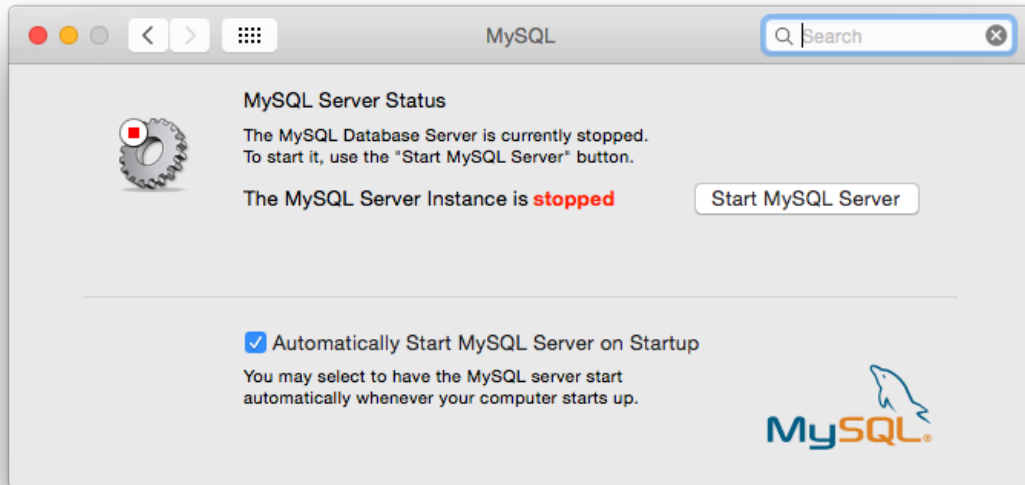 MySQL
Search
MySQL Server Status
The MySQL Database Server is currently stopped.
To start it, use the "Start MySQL Server" button.
The MySQL Server Instance is stopped
Start MySQL Server
Automatically Start MySQL Server on Startup
You may select to have the MySQL server start
automatically whenever your computer starts up.
MySQL®